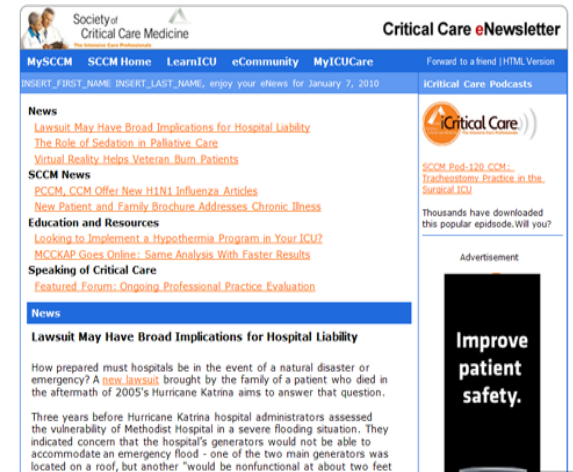 Society of
Critical Care Medicine
The Intensive Care Professionals
Critical Care eNewsletter
MySCCM SCCM Home LearnICU eCommunity MyICUCare
Forward to a friend | HTML Version
INSERT_FIRST_NAME INSERT_LAST_NAME, enjoy your eNews for January 7, 2010
iCritical Care Podcasts
News
Lawsuit May Have Broad Implications for Hospital Liability
The Role of Sedation in Palliative Care
Virtual Reality Helps Veteran Burn Patients
SCCM News
PCCM, CCM Offer New H1N1 Influenza Articles
New Patient and Family Brochure Addresses Chronic Illness
Education and Resources
Looking to Implement a Hypothermia Program in Your ICU?
MCCKAP Goes Online: Same Analysis With Faster Results
Speaking of Critical Care
Featured Forum: Ongoing Professional Practice Evaluation
iCritical Care
The Intensive Care Professionals
SCCM Pod-120 CCM:
Tracheostomy Practice in the
Surgical ICU
Thousands have downloaded
this popular epidsode. Will you?
Advertisement
Improve
patient
safety.
News
Lawsuit May Have Broad Implications for Hospital Liability
How prepared must hospitals be in the event of a natural disaster or
emergency? A new lawsuit brought by the family of a patient who died in
the aftermath of 2005's Hurricane Katrina aims to answer that question.
Three years before Hurricane Katrina hospital administrators assessed
the vulnerability of Methodist Hospital in a severe flooding situation. They
indicated concern that the hospital's generators would not be able to
accommodate an emergency flood - one of the two main generators was
located on a roof, but another "would be nonfunctional at about two feet